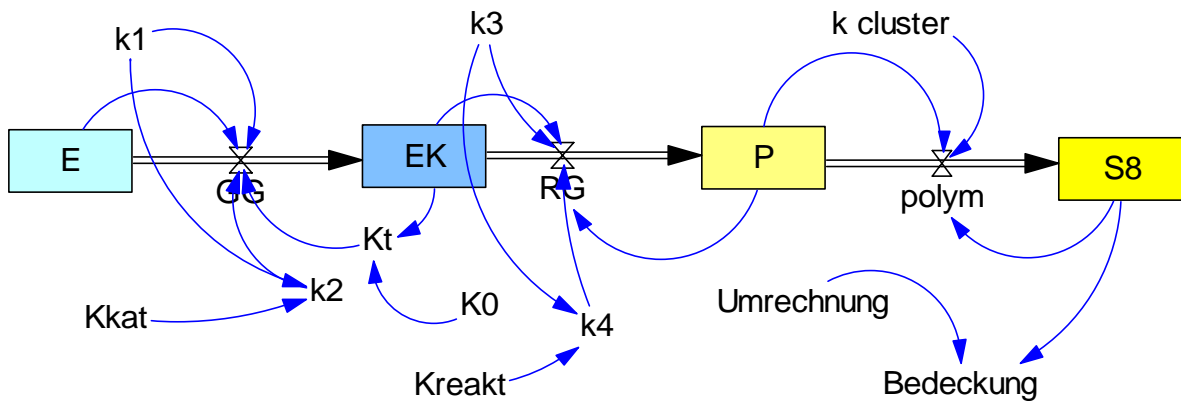 k1
k3
k cluster
E
EK
P
S8
GG
RG
polym
Kt
k2
Kkat
K0
k4
Umrechnung
Kreakt
Bedeckung